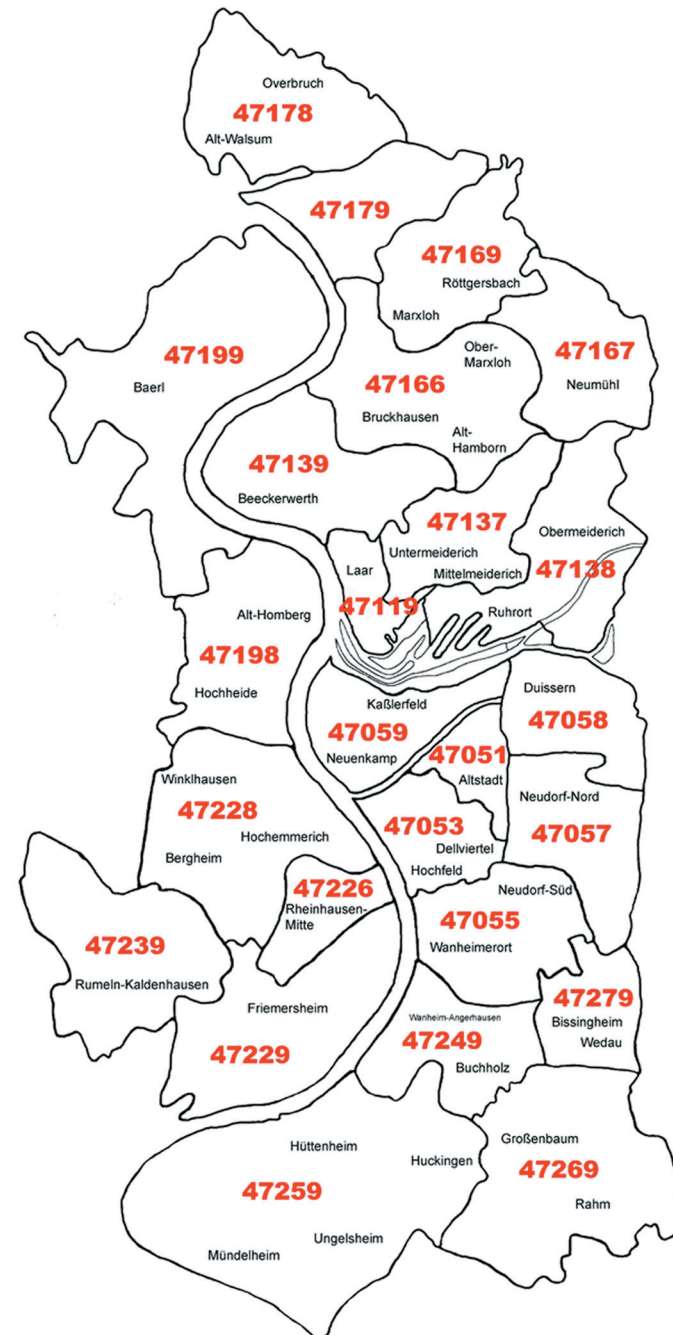 Overbruch
47178
Alt-Walsum
47179
47169
Röttgersbach
Marxloh
47199
Baerl
Ober-
Marxloh
47166
Bruckhausen
Alt-
Hamborn
47167
Neumühl
47139
Beeckerwerth
47137
Untermeiderich
Mittelmeiderich
Obermeiderich
47138
Laar
47119
Ruhrort
Alt-Homberg
47198
Hochheide
Kaßlerfeld
47059
Neuenkamp
Duissern
47058
47051
Altstadt
Winklhausen
47228
Hochemmerich
Bergheim
47053
Dellviertel
Hochfeld
Neudorf-Nord
47057
47226
Rheinhausen-
Mitte
Neudorf-Süd
47055
Wanheimerort
47239
Rumeln-Kaldenhausen
Friemersheim
47229
Wanheim-Angerhausen
47249
Buchholz
47279
Bissingheim
Wedau
Hüttenheim
Huckingen
47259
Ungelsheim
Mündelheim
Großenbaum
47269
Rahm